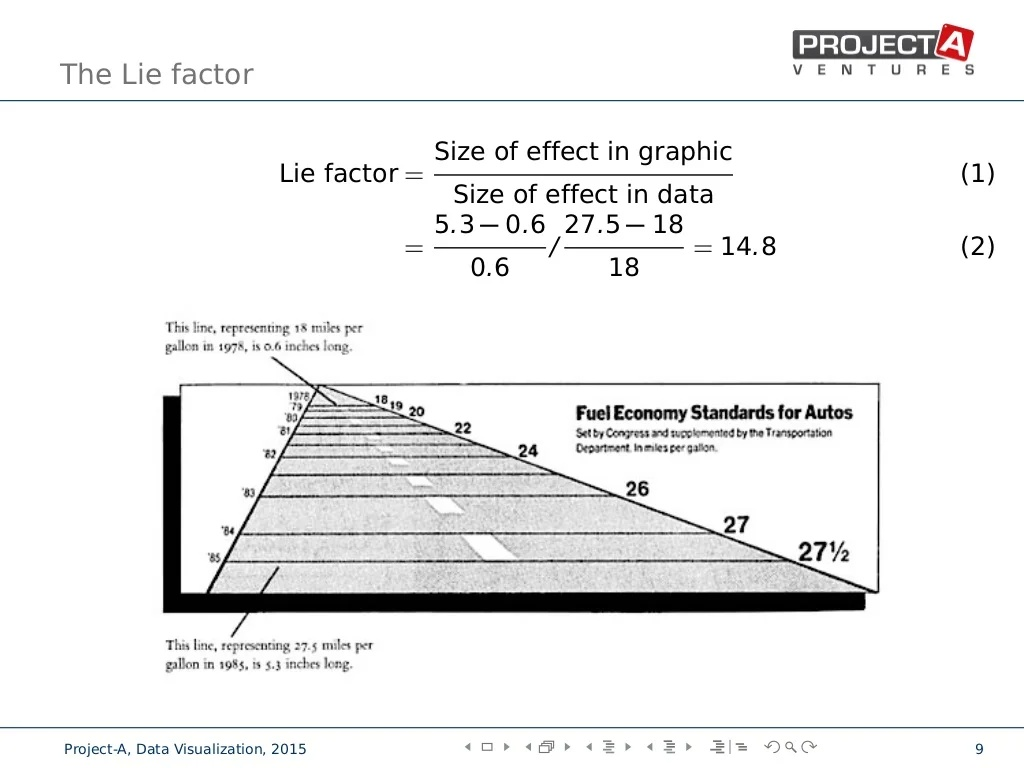 PROJECT A
VENTURES
The Lie factor
Lie factor = Size of effect in graphic / Size of effect in data (1)
= 5.3 − 0.6 / 0.6 / 27.5 − 18 / 18 = 14.8 (2)
This line, representing 18 miles per
gallon in 1978, is 0.6 inches long.
Fuel Economy Standards for Autos
Set by Congress and supplemented by the Transportation
Department. In miles per gallon.
1978 18
'79 19
'80 20
'81 22
'82 24
'83 26
'84 27
'85 27½
This line, representing 27.5 miles per
gallon in 1985, is 5.3 inches long.
Project-A, Data Visualization, 2015
9